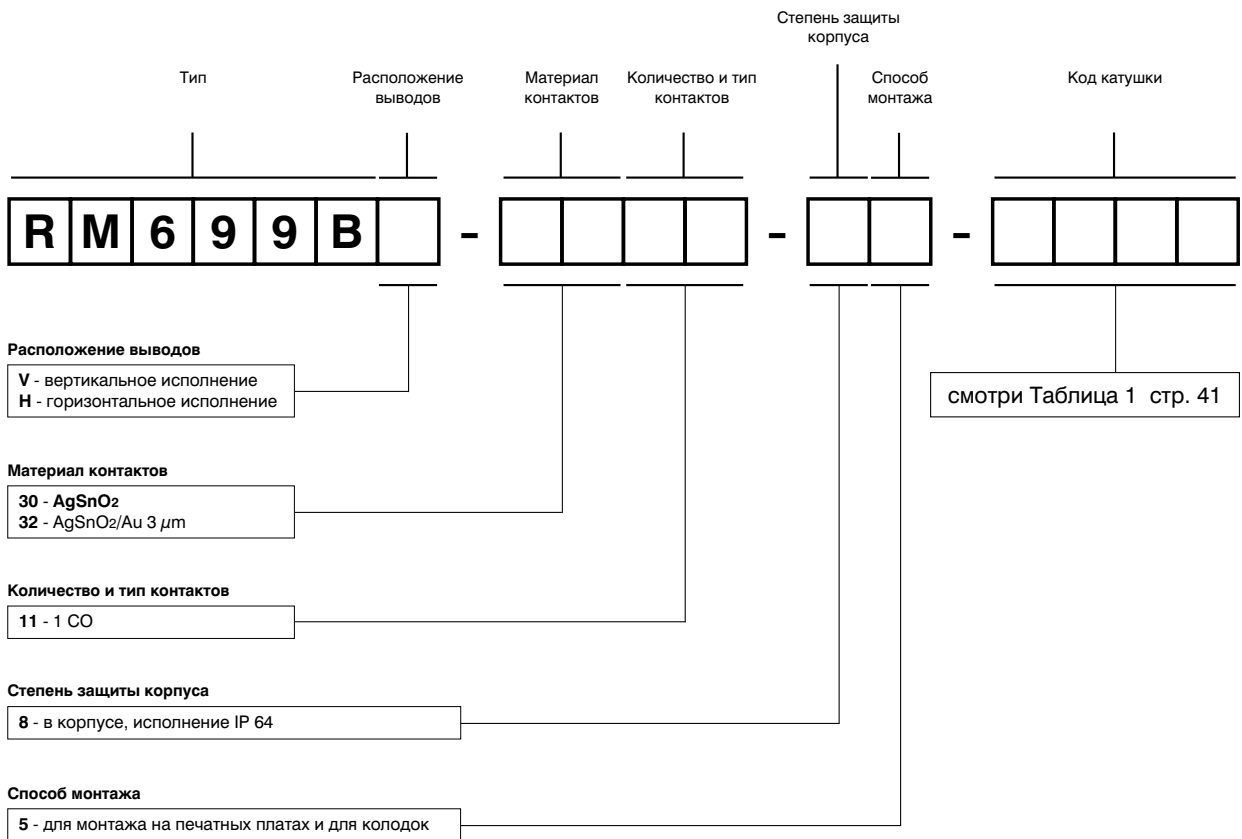 Степень защиты
корпуса
Тип
Расположение
выводов
Материал
контактов
Количество и тип
контактов
Способ
монтажа
Код катушки
RM699B - - -
Расположение выводов
V - вертикальное исполнение
H - горизонтальное исполнение
смотри Таблица 1 стр. 41
Материал контактов
30 - AgSnO2
32 - AgSnO2/Au 3 µm
Количество и тип контактов
11 - 1 CO
Степень защиты корпуса
8 - в корпусе, исполнение IP 64
Способ монтажа
5 - для монтажа на печатных платах и для колодок